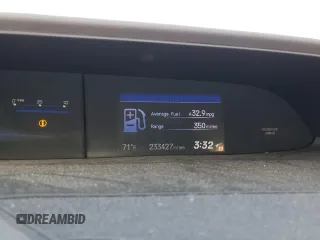 Average Fuel 32.9 mpg
Range 350 miles
71°F 233427 miles 3:32
DREAMBID